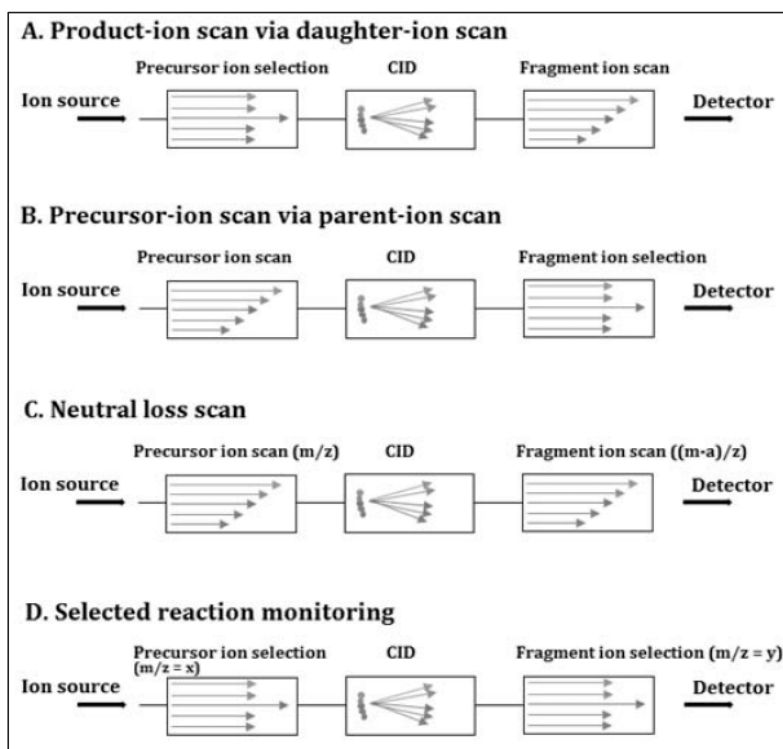 A. Product-ion scan via daughter-ion scan
Precursor ion selection CID Fragment ion scan
Ion source Detector
B. Precursor-ion scan via parent-ion scan
Precursor ion scan CID Fragment ion selection
Ion source Detector
C. Neutral loss scan
Precursor ion scan (m/z) CID Fragment ion scan ((m-a)/z)
Ion source Detector
D. Selected reaction monitoring
Precursor ion selection CID Fragment ion selection (m/z = y)
(m/z = x)
Ion source Detector